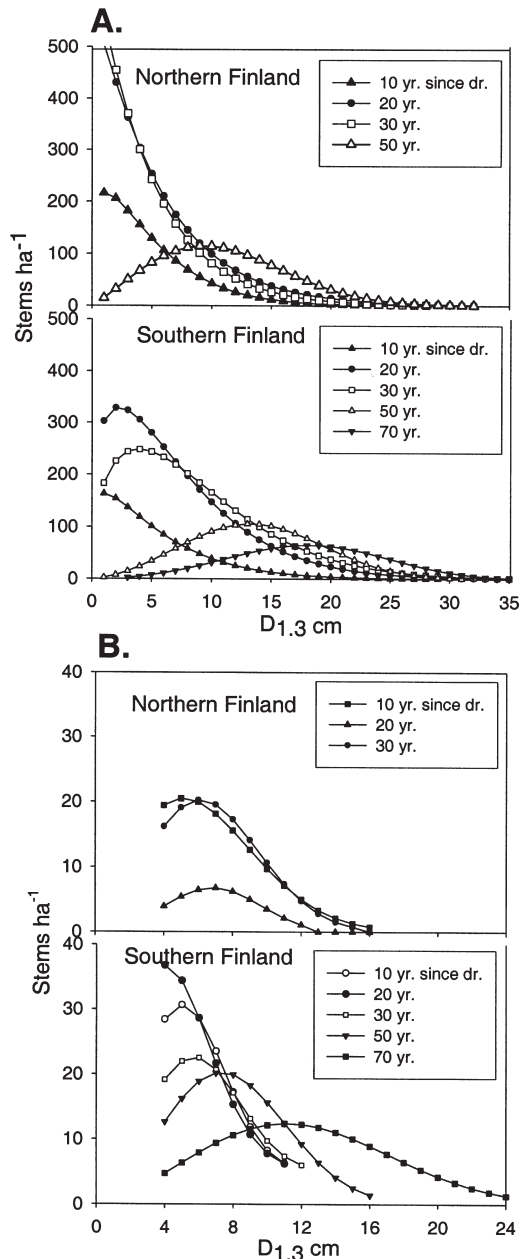 A.
500
Northern Finland
10 yr. since dr.
20 yr.
30 yr.
50 yr.
400
300
200
100
0
Stems ha-1
500
Southern Finland
10 yr. since dr.
20 yr.
30 yr.
50 yr.
70 yr.
400
300
200
100
0
0 5 10 15 20 25 30 35
D1.3 cm
B.
40
Northern Finland
10 yr. since dr.
20 yr.
30 yr.
30
20
10
0
Stems ha-1
40
Southern Finland
10 yr. since dr.
20 yr.
30 yr.
50 yr.
70 yr.
30
20
10
0
0 4 8 12 16 20 24
D1.3 cm